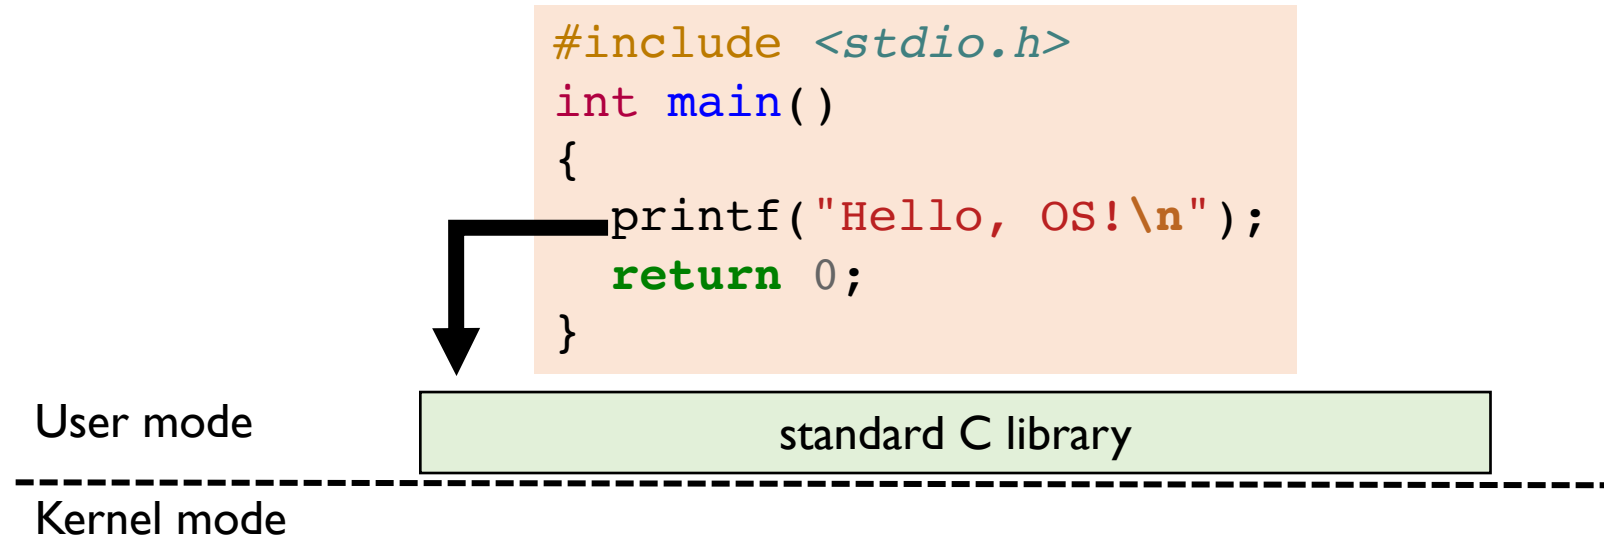 #include <stdio.h>
int main()
{
  printf("Hello, OS!\n");
  return 0;
}
User mode
standard C library
Kernel mode